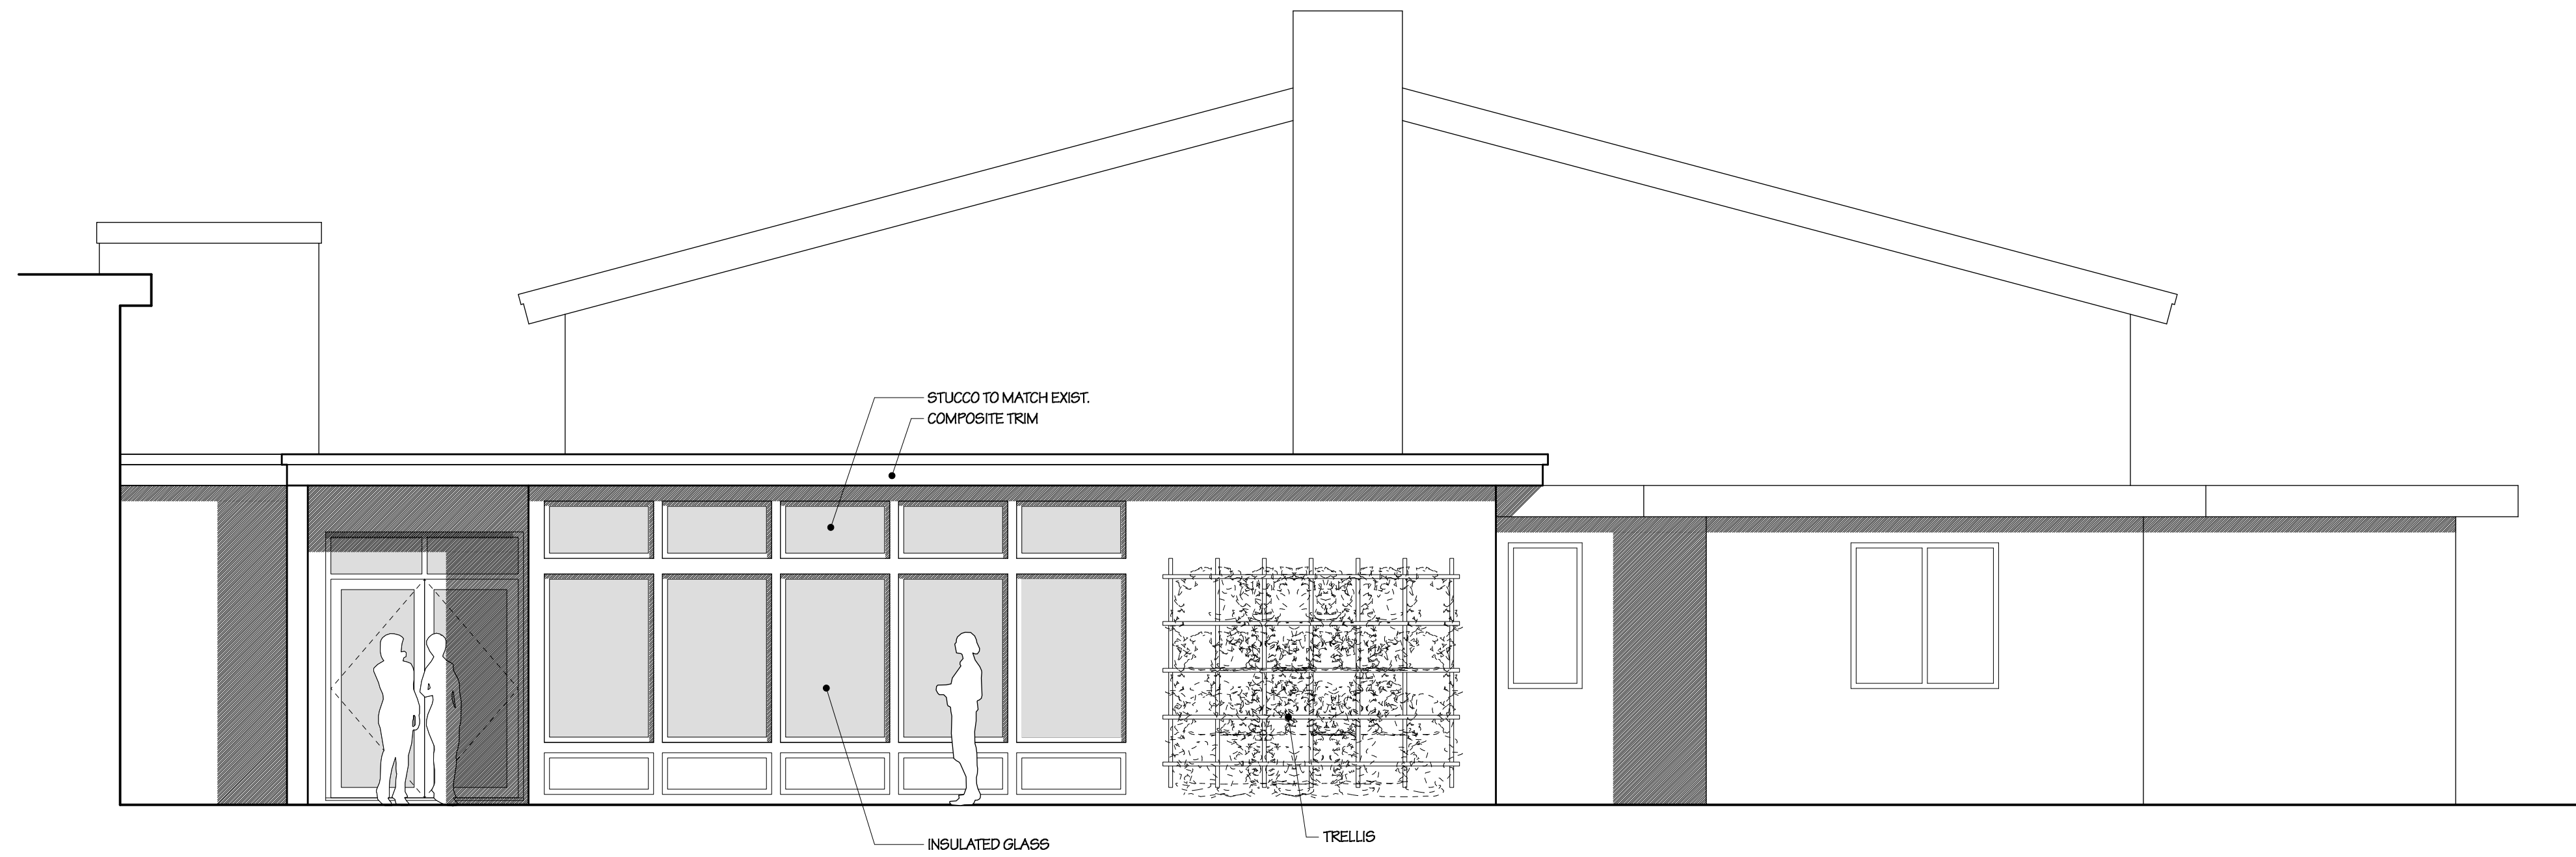 STUCCO TO MATCH EXIST.
COMPOSITE TRIM
INSULATED GLASS
TRELLIS